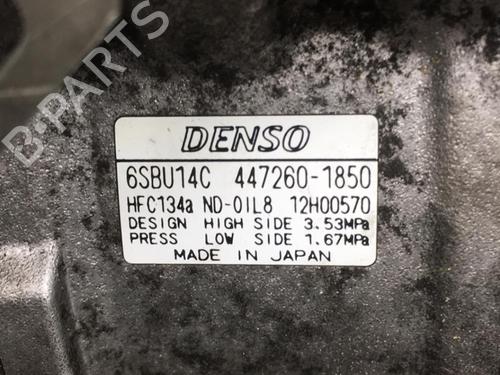 DENSO
6SBU14C 447260-1850
HFC134a ND-OIL8 12H00570
DESIGN HIGH SIDE 3.53MPa
PRESS LOW SIDE 1.67MPa
MADE IN JAPAN
B-PARTS
B-PARTS